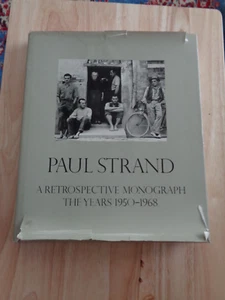 PAUL STRAND
A RETROSPECTIVE MONOGRAPH
THE YEARS 1950-1968